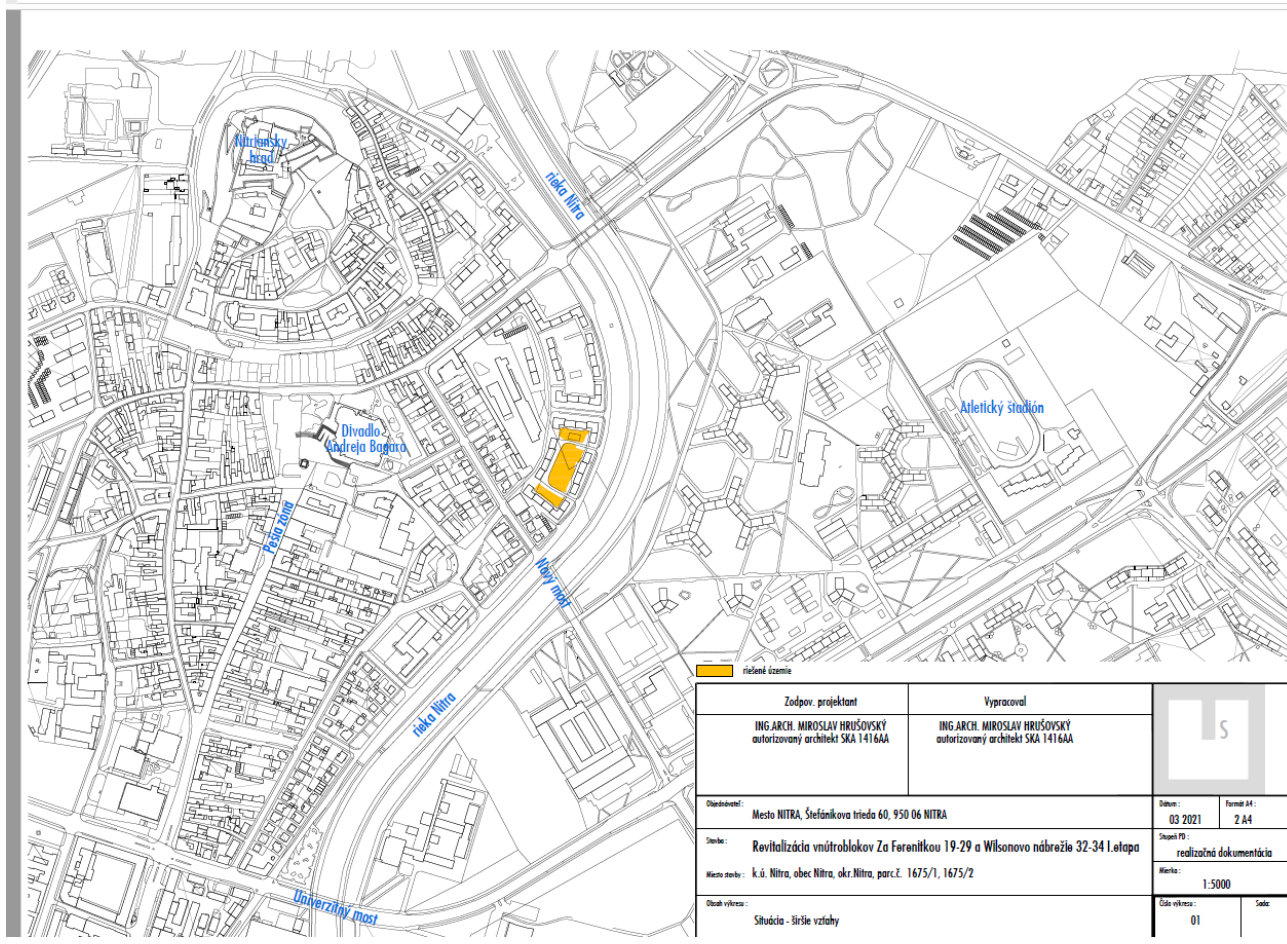 Nitriansky
hrad
rieka Nitra
Divadlo
Andreja Bagara
Atletický štadión
Pešia zóna
Nový most
rieka Nitra
Univerzitný most
riešené územie
Zodpov. projektant
Vypracoval
ING.ARCH. MIROSLAV HRUŠOVSKÝ
autorizovaný architekt SKA 1416AA
ING.ARCH. MIROSLAV HRUŠOVSKÝ
autorizovaný architekt SKA 1416AA
S
Objednávateľ :
Mesto NITRA, Štefánikova trieda 60, 950 06 NITRA
Dátum :
03 2021
Formát A4 :
2 A4
Stavba :
Revitalizácia vnútroblokov Za Ferenitkou 19-29 a Wilsonovo nábrežie 32-34 I.etapa
Miesto stavby : k.ú. Nitra, obec Nitra, okr.Nitra, parc.č. 1675/1, 1675/2
Stupeň PD :
realizačná dokumentácia
Mierka :
1:5000
Obsah výkresu :
Situácia - širšie vzťahy
Číslo výkresu :
01
Sada: